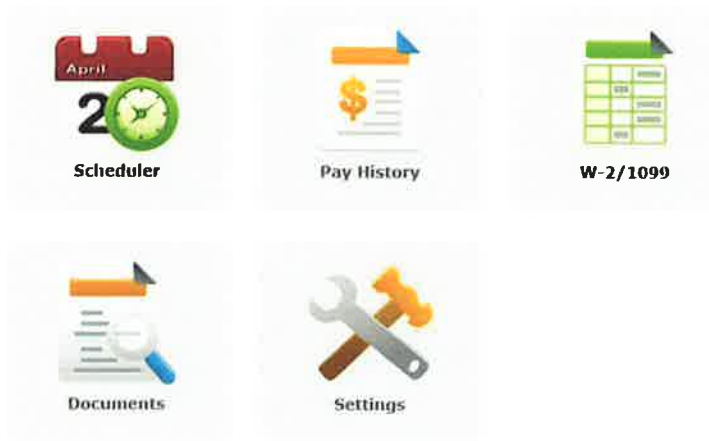 April
2
Scheduler
$
Pay History
W-2/1099
Documents
Settings